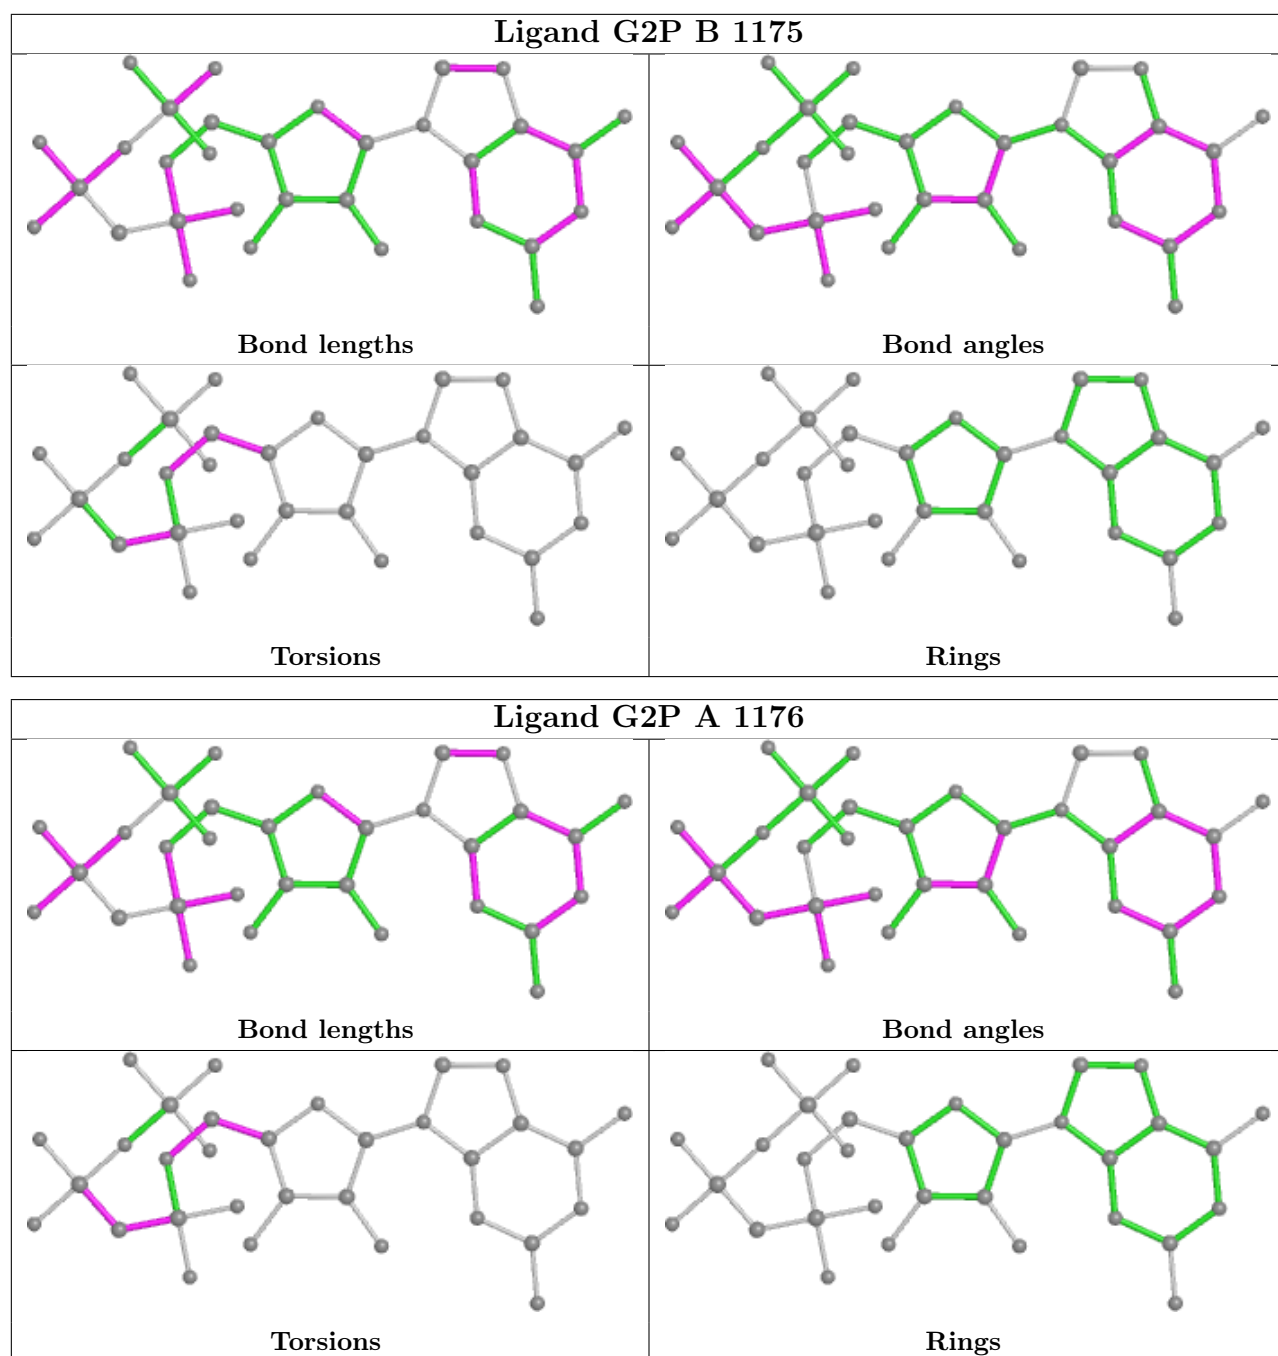 Ligand G2P B 1175
Bond lengths
Bond angles
Torsions
Rings
Ligand G2P A 1176
Bond lengths
Bond angles
Torsions
Rings